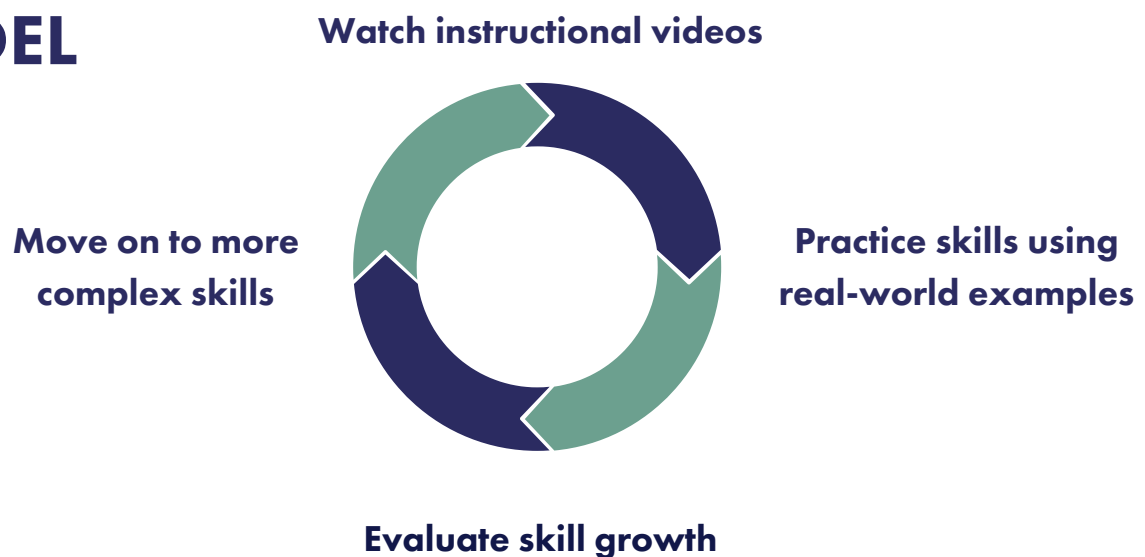 DEL
Watch instructional videos
Move on to more
complex skills
Practice skills using
real-world examples
Evaluate skill growth